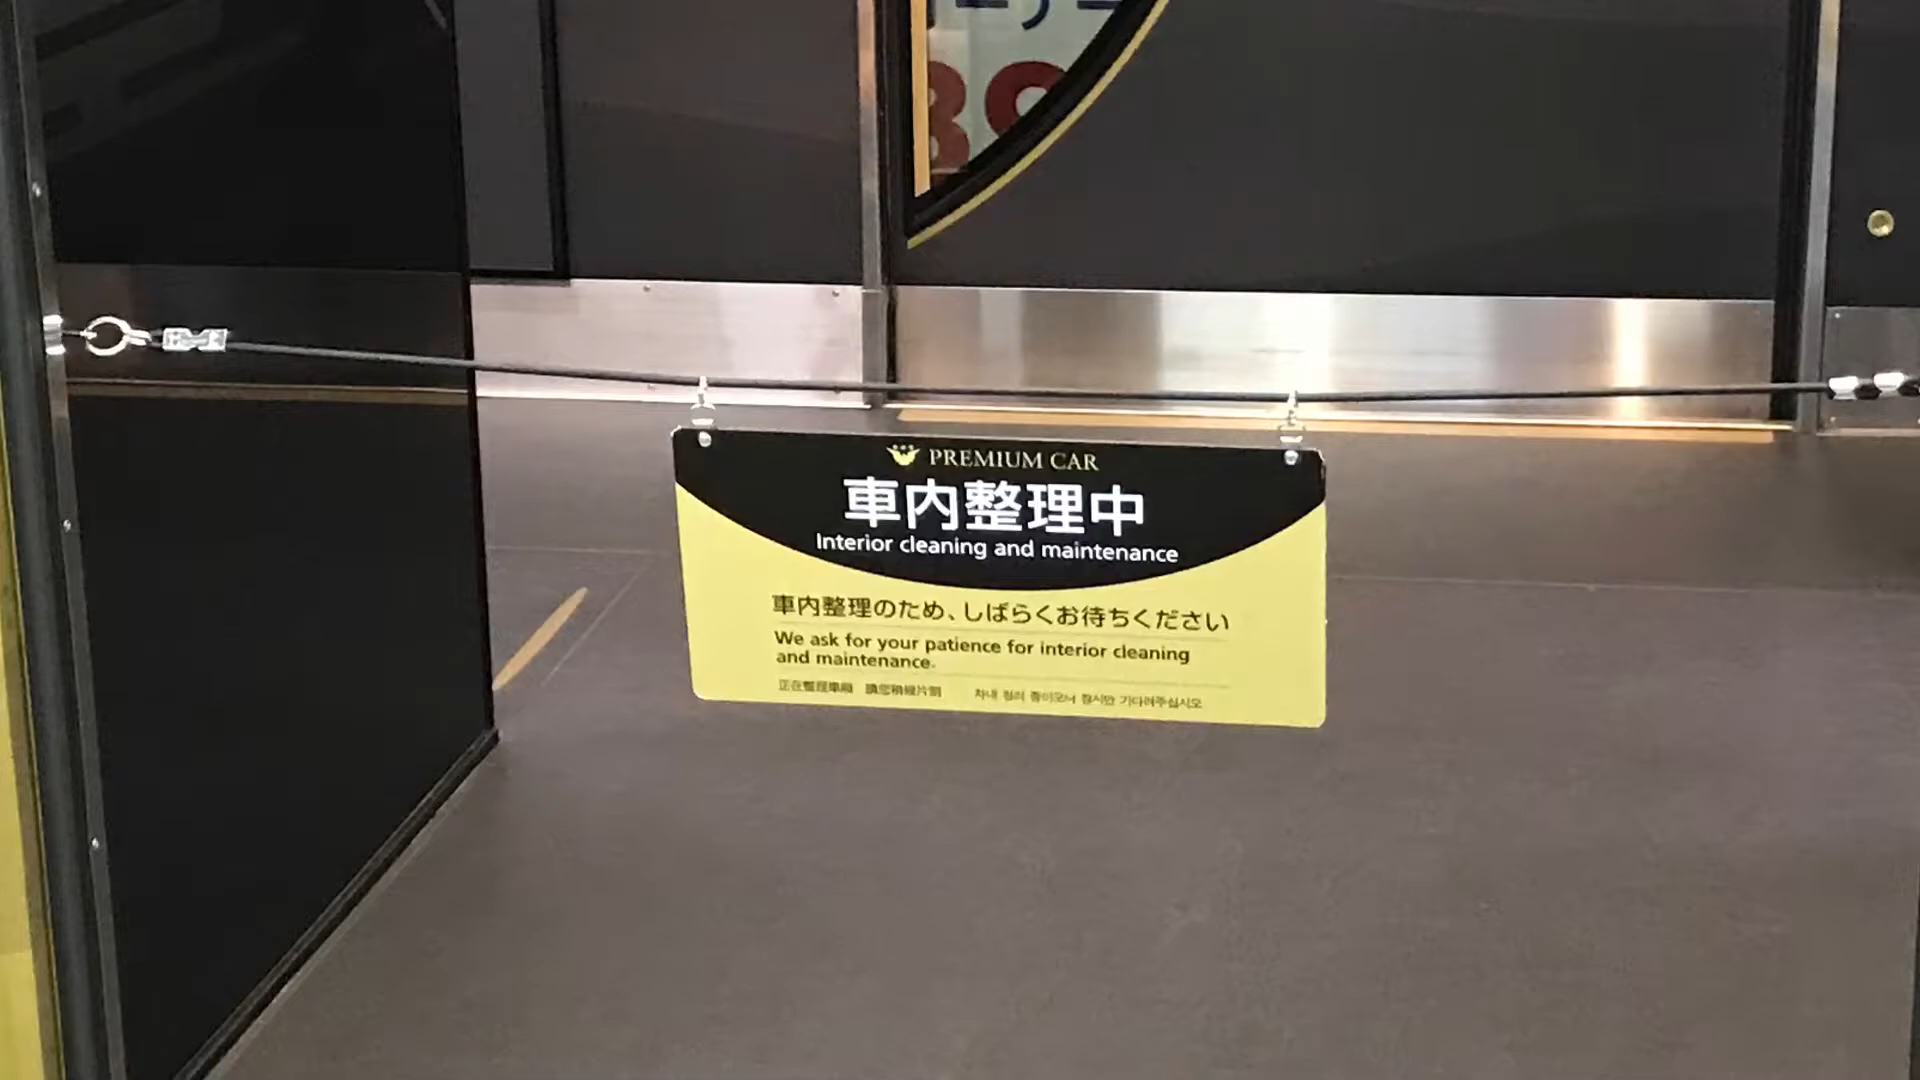 PREMIUM CAR
車内整理中
Interior cleaning and maintenance
車内整理のため、しばらくお待ちください
We ask for your patience for interior cleaning
and maintenance.
正在整理車廂 請您稍候片刻 차내 정리 중이오니 잠시만 기다려주십시오